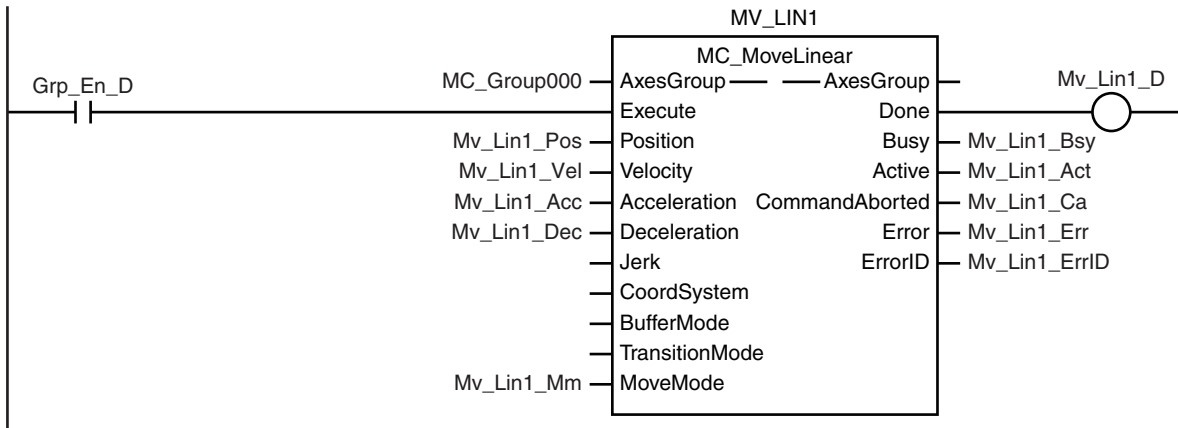 MV_LIN1
MC_MoveLinear
MC_Group000 AxesGroup AxesGroup
Grp_En_D Mv_Lin1_D
Execute Done
Mv_Lin1_Pos Position Busy Mv_Lin1_Bsy
Mv_Lin1_Vel Velocity Active Mv_Lin1_Act
Mv_Lin1_Acc Acceleration CommandAborted Mv_Lin1_Ca
Mv_Lin1_Dec Deceleration Error Mv_Lin1_Err
Jerk ErrorID Mv_Lin1_ErrID
CoordSystem
BufferMode
TransitionMode
Mv_Lin1_Mm MoveMode